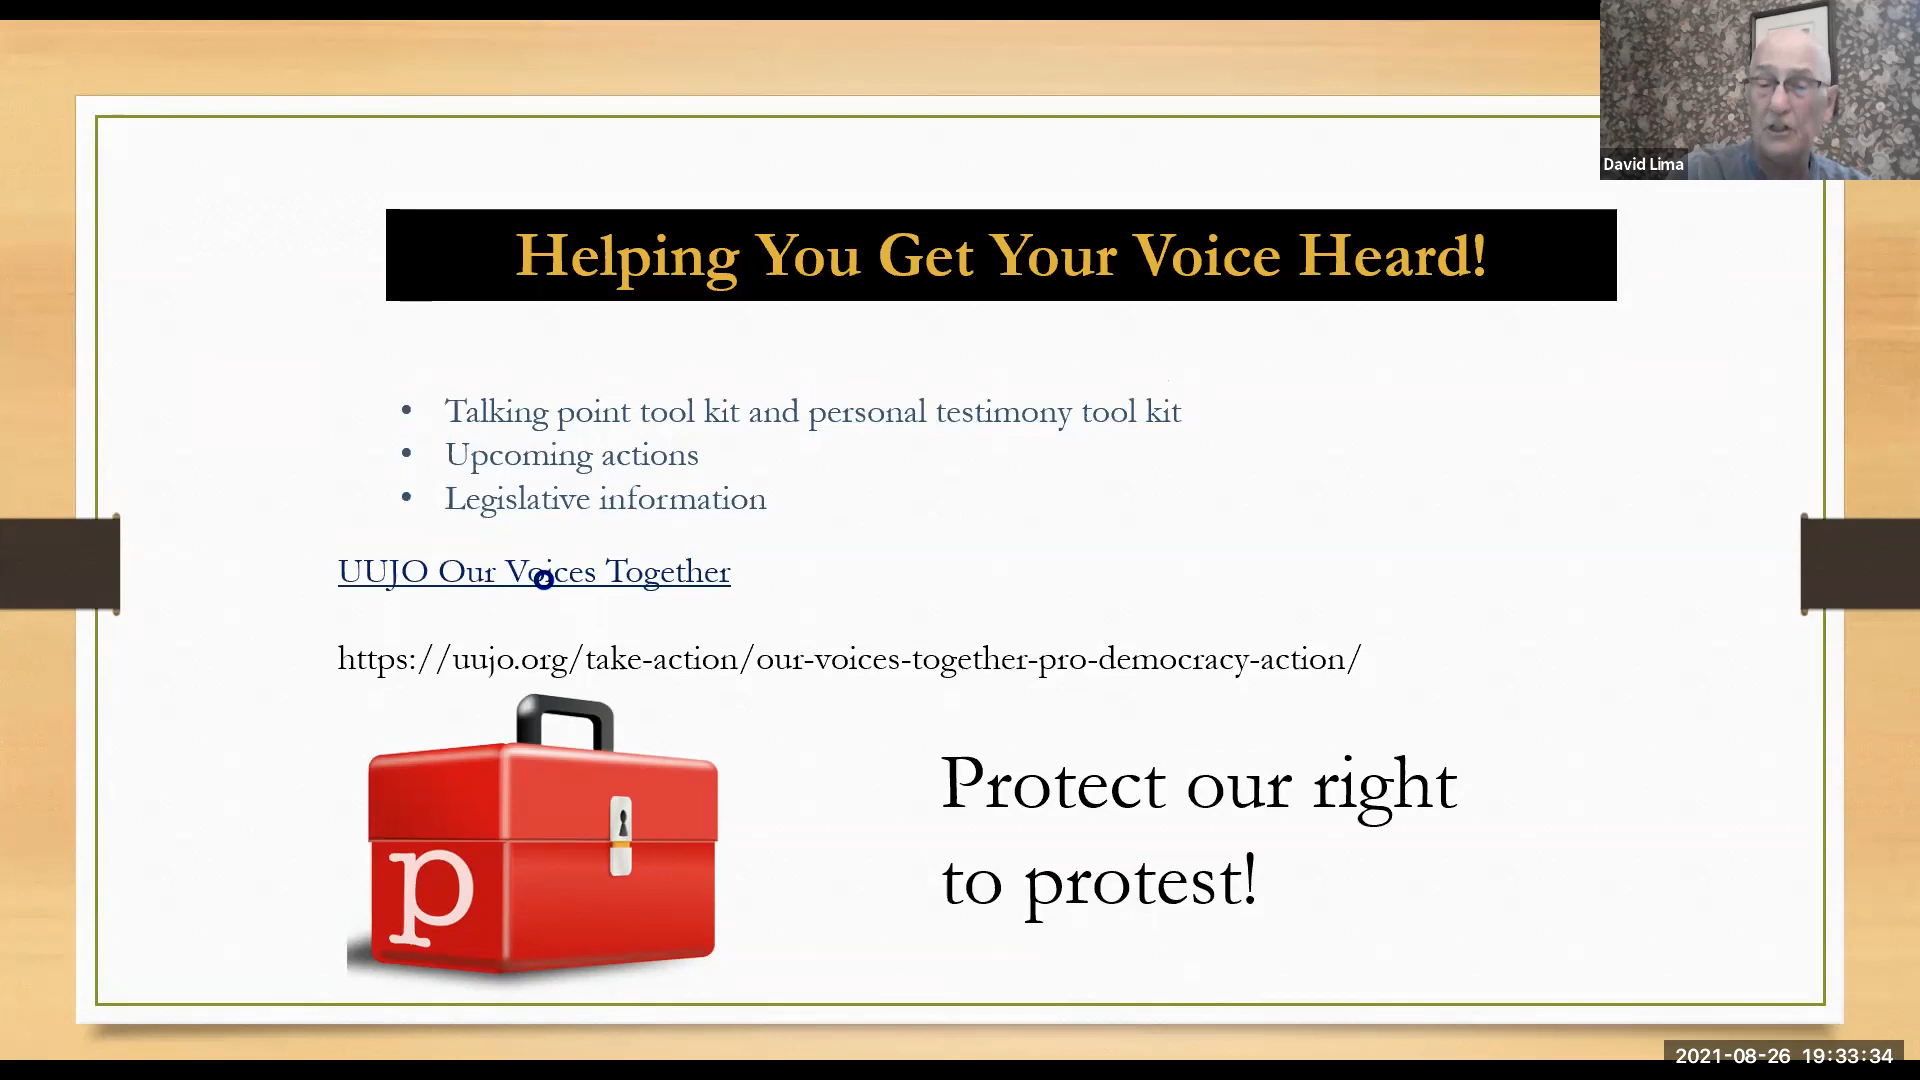 David Lima
Helping You Get Your Voice Heard!
• Talking point tool kit and personal testimony tool kit
• Upcoming actions
• Legislative information
UUJO Our Voices Together
https://uujo.org/take-action/our-voices-together-pro-democracy-action/
p
Protect our right
to protest!
2021-08-26 19:33:34